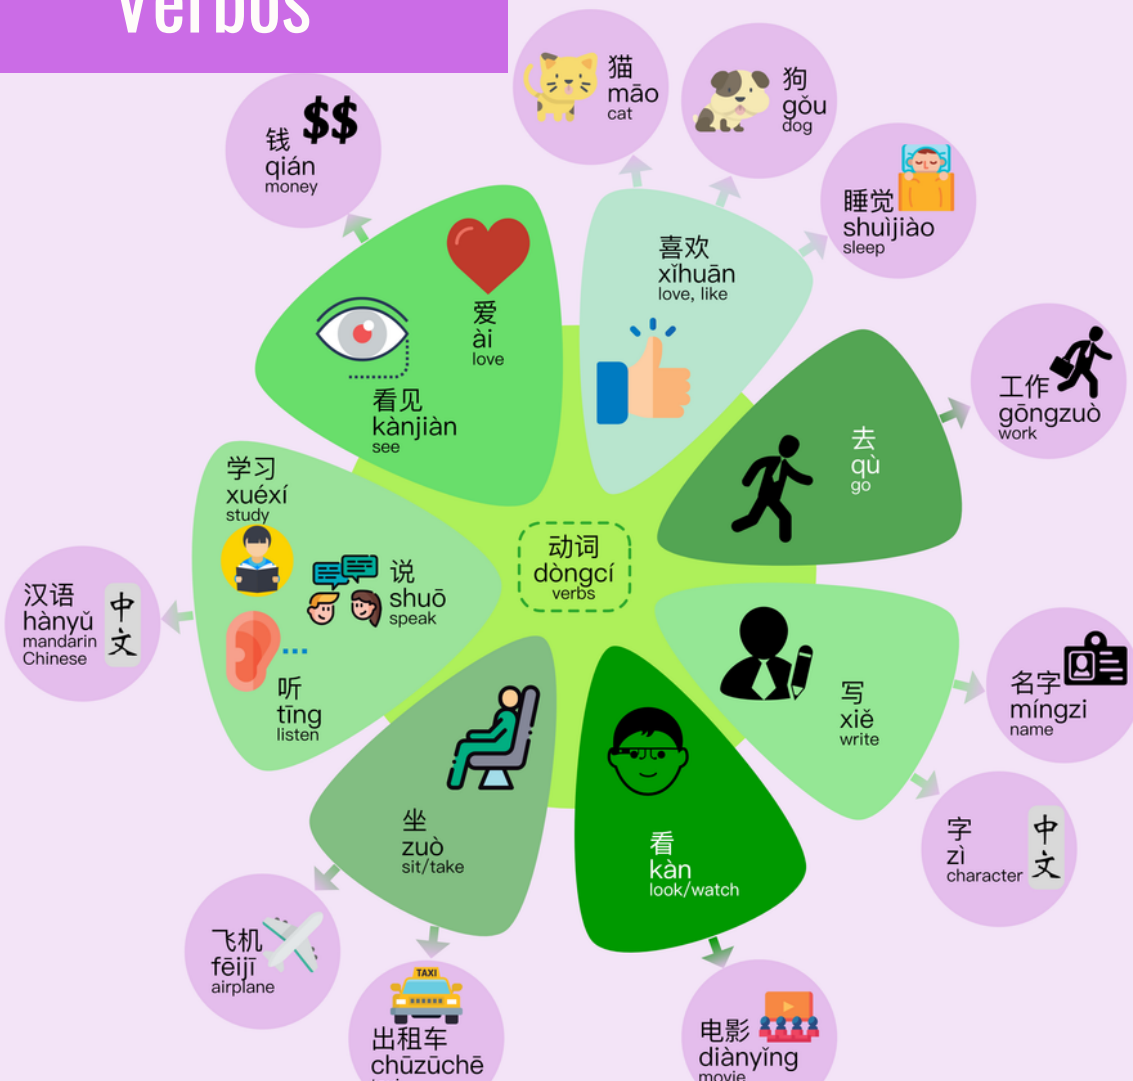 Verbos
猫
māo
cat
狗
gǒu
dog
$$
钱
qián
money
睡觉
shuìjiào
sleep
喜欢
xǐhuān
love, like
爱
ài
love
看见
kànjiàn
see
工作
gōngzuò
work
去
qù
go
学习
xuéxí
study
说
shuō
speak
听
tīng
listen
动词
dòngcí
verbs
汉语
hànyǔ
mandarin
Chinese
中
文
写
xiě
write
名字
míngzi
name
字
zì
character
中
文
坐
zuò
sit/take
看
kàn
look/watch
飞机
fēijī
airplane
TAXI
出租车
chūzūchē
电影
diànyǐng
movie